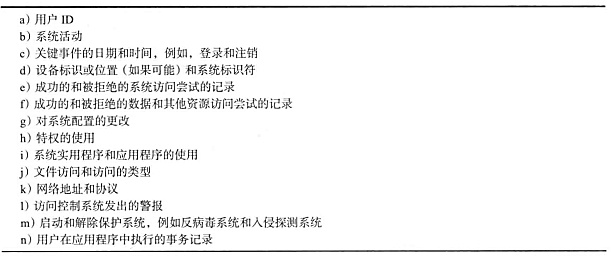 a）用户 ID
b）系统活动
c）关键事件的日期和时间，例如，登录和注销
d）设备标识或位置（如果可能）和系统标识符
e）成功的和被拒绝的系统访问尝试的记录
f）成功的和被拒绝的数据和其他资源访问尝试的记录
g）对系统配置的更改
h）特权的使用
i）系统实用程序和应用程序的使用
j）文件访问和访问的类型
k）网络地址和协议
l）访问控制系统发出的警报
m）启动和解除保护系统，例如反病毒系统和入侵探测系统
n）用户在应用程序中执行的事务记录